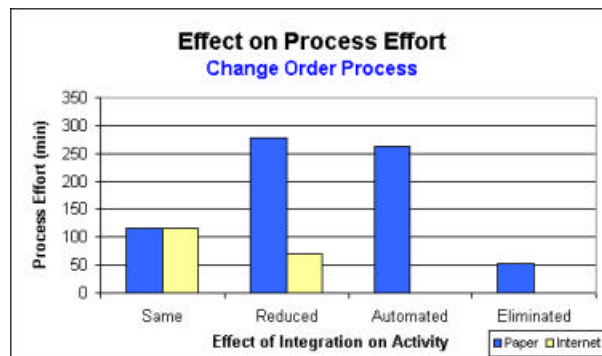 Effect on Process Effort
Change Order Process
350
300
250
200
150
100
50
0
Process Effort (min)
Same Reduced Automated Eliminated
Effect of Integration on Activity
Paper Internet